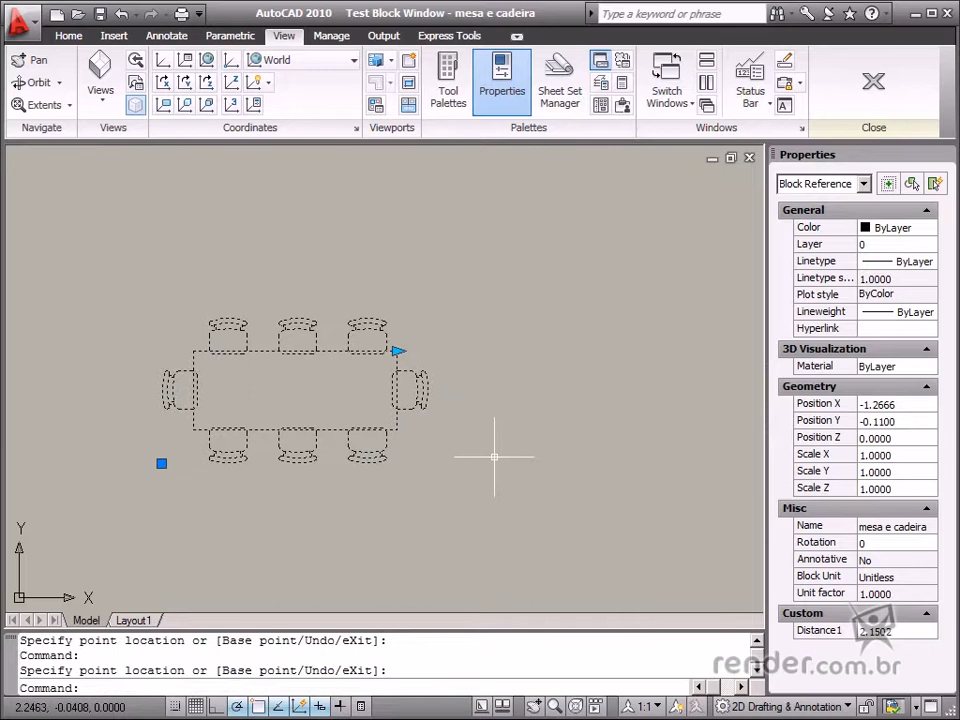 AutoCAD 2010 Test Block Window - mesa e cadeira
Type a keyword or phrase
Home Insert Annotate Parametric View Manage Output Express Tools
Pan
Orbit
Extents
Views
World
Tool Palettes
Properties
Sheet Set Manager
Switch Windows
Status Bar
Navigate Views Coordinates Viewports Palettes Windows Close
Properties
Block Reference
General
Color ByLayer
Layer 0
Linetype ByLayer
Linetype s... 1.0000
Plot style ByColor
Lineweight ByLayer
Hyperlink
3D Visualization
Material ByLayer
Geometry
Position X -1.2666
Position Y -0.1100
Position Z 0.0000
Scale X 1.0000
Scale Y 1.0000
Scale Z 1.0000
Misc
Name mesa e cadeira
Rotation 0
Annotative No
Block Unit Unitless
Unit factor 1.0000
Custom
Distance1 2.1502
render.com.br
Y
X
Model Layout1
Specify point location or [Base point/Undo/eXit]:
Command:
Specify point location or [Base point/Undo/eXit]:
Command:
2.2463, -0.0408, 0.0000
1:1
2D Drafting & Annotation